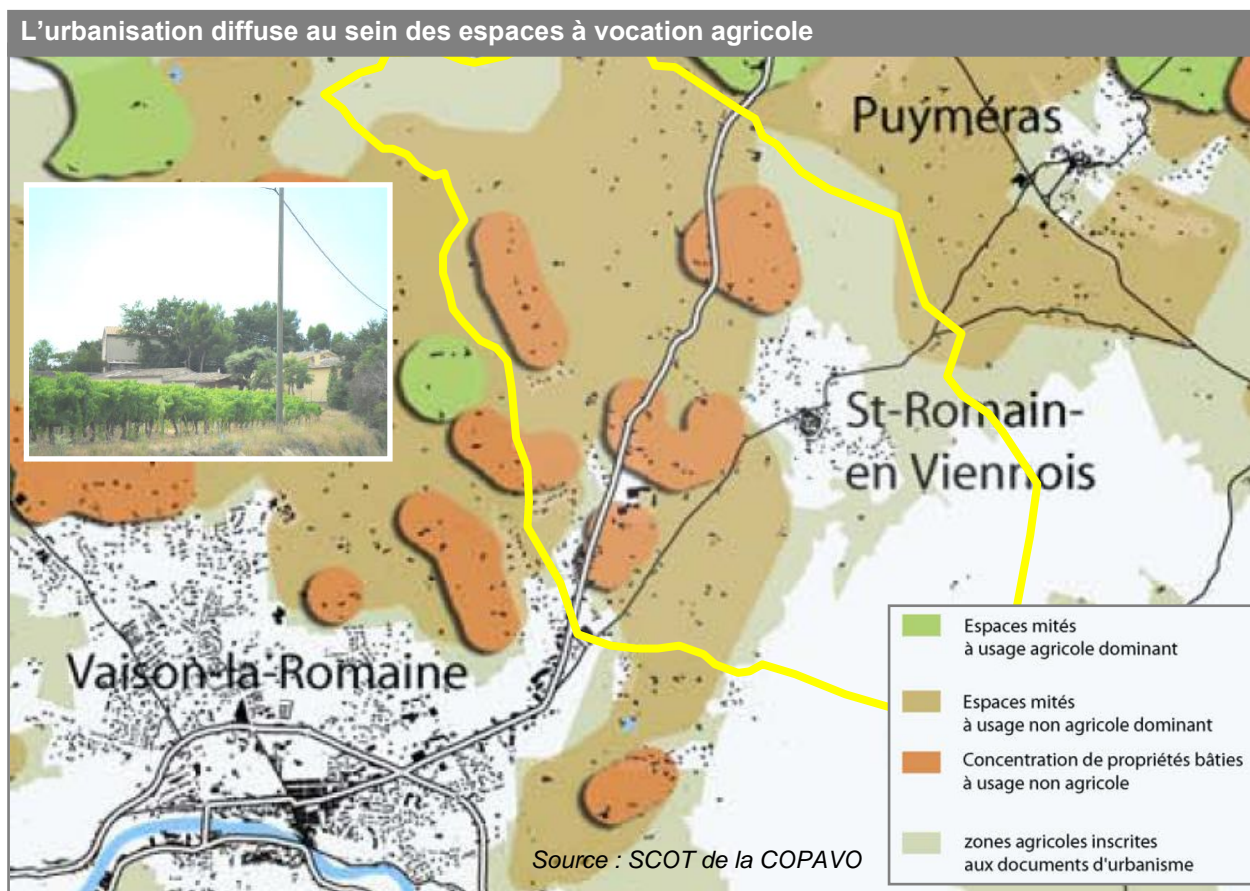 L’urbanisation diffuse au sein des espaces à vocation agricole
Puyméras
St-Romain-
en Viennois
Vaison-la-Romaine
Espaces mités
à usage agricole dominant
Espaces mités
à usage non agricole dominant
Concentration de propriétés bâties
à usage non agricole
zones agricoles inscrites
aux documents d'urbanisme
Source : SCOT de la COPAVO